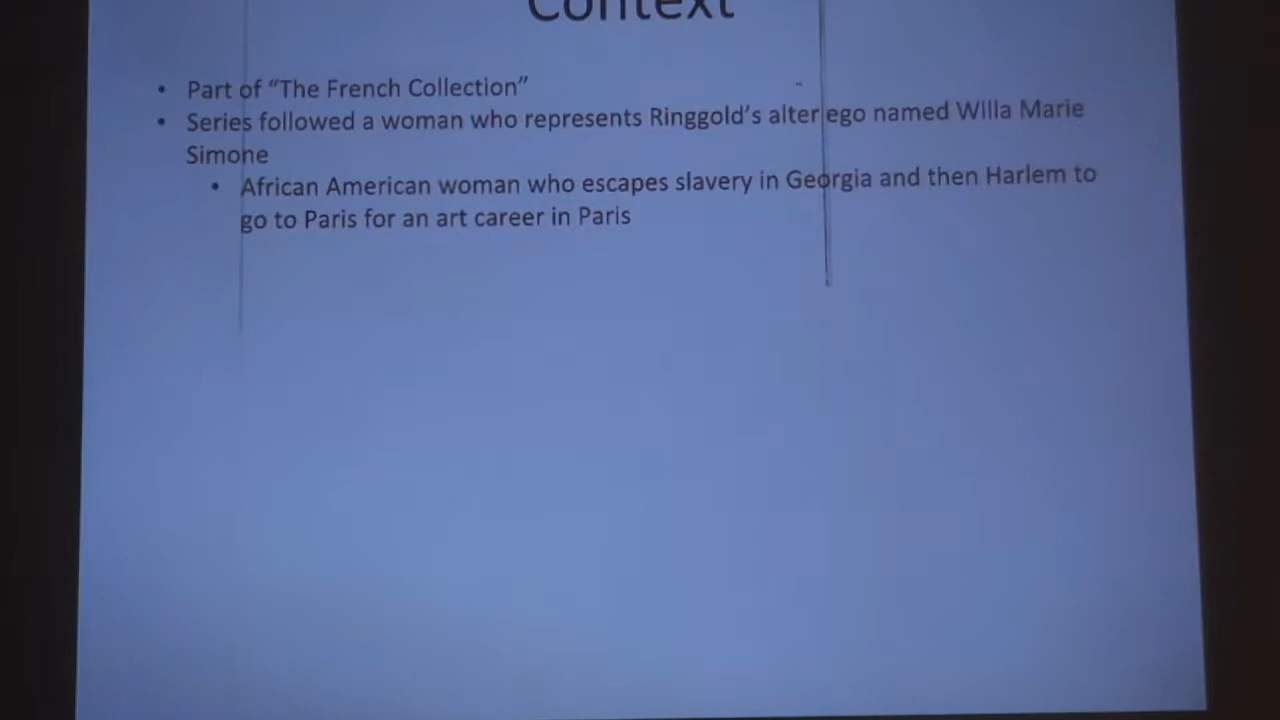 Context
• Part of “The French Collection”
• Series followed a woman who represents Ringgold’s alter ego named Willa Marie
Simone
• African American woman who escapes slavery in Georgia and then Harlem to
go to Paris for an art career in Paris